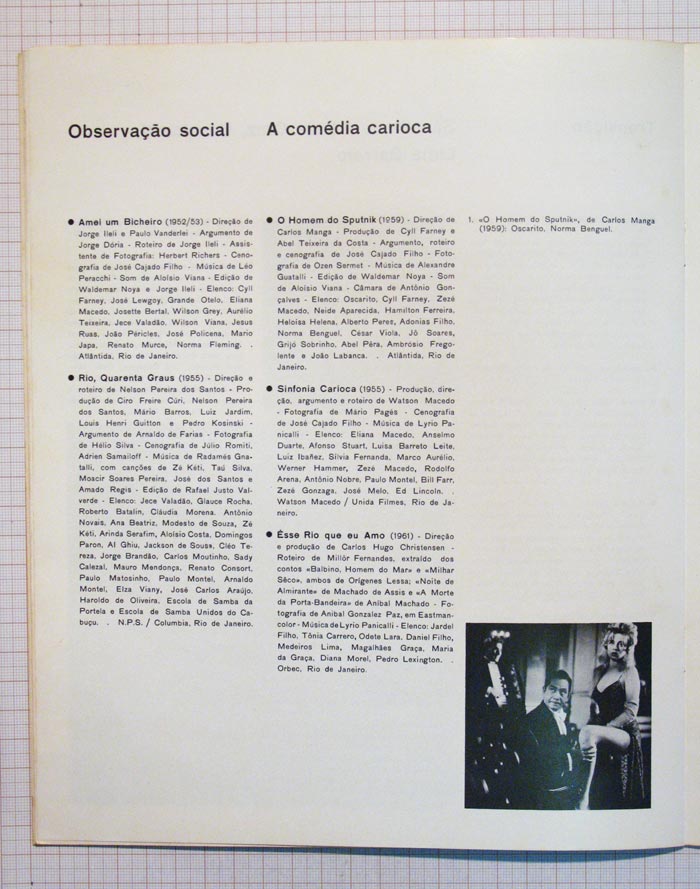 Observação social
● Amei um Bicheiro (1952/53) - Direção de
Jorge Ileli e Paulo Vanderlei - Argumento
de Jorge Dória - Roteiro de Jorge Ileli - Assis-
tente de Fotografia: Herbert Richers - Ceno-
grafia de José Cajado Filho - Música de Léo
Peracchi - Som de Aloísio Viana - Edição de
Waldemar Noya e Jorge Ileli - Elenco: Cyll
Farney, José Lewgoy, Grande Otelo, Eliana
Macedo, Josette Bertal, Wilson Grey, Aurélio
Teixeira, Jece Valadão, Wilson Viana, Jesus
Ruas, João Péricles, José Policena, Mario
Japa, Renato Murce, Norma Fleming. .
Atlântida, Rio de Janeiro.
● Rio, Quarenta Graus (1955) - Direção e
roteiro de Nelson Pereira dos Santos - Pro-
dução de Ciro Freire Cúri, Nelson Pereira
dos Santos, Mário Barros, Luiz Jardim,
Louis Henri Guitton e Pedro Kosinski -
Argumento de Arnaldo de Farias - Fotografia
de Hélio Silva - Cenografia de Júlio Romiti,
Adrien Samailoff - Música de Radamés Gna-
talli, com canções de Zé Kéti, Taú Silva,
Moacir Soares Pereira, José dos Santos e
Amado Regis - Edição de Rafael Justo Val-
verde - Elenco: Jece Valadão, Glauce Rocha,
Roberto Batalin, Cláudia Morena, Antônio
Novais, Ana Beatriz, Modesto de Souza, Zé
Kéti, Arinda Serafim, Aloísio Costa, Domingos
Paron, Al Ghiu, Jackson de Sousa, Cléo Te-
reza, Jorge Brandão, Carlos Moutinho, Sady
Calezal, Mauro Mendonça, Renato Consort,
Paulo Matosinho, Paulo Montel, Arnaldo
Montel, Elza Viany, José Carlos Araújo,
Haroldo de Oliveira, Escola de Samba da
Portela e Escola de Samba Unidos do Ca-
buçu. . N.P.S. / Columbia, Rio de Janeiro.
A comédia carioca
● O Homem do Sputnik (1959) - Direção de
Carlos Manga - Produção de Cyll Farney e
Abel Teixeira da Costa - Argumento, roteiro
e cenografia de José Cajado Filho - Foto-
grafia de Ozen Sermet - Música de Alexandre
Guatalli - Edição de Waldemar Noya - Som
de Aloísio Viana - Câmara de Antônio Gon-
çalves - Elenco: Oscarito, Cyll Farney, Zezé
Macedo, Neide Aparecida, Hamilton Ferreira,
Heloisa Helena, Alberto Peres, Adonias Filho,
Norma Benguel, César Viola, Jô Soares,
Grijó Sobrinho, Abel Pêra, Ambrósio Frego-
lente e João Labanca. . Atlântida, Rio de
Janeiro.
● Sinfonia Carioca (1955) - Produção, dire-
ção, argumento e roteiro de Watson Macedo
- Fotografia de Mário Pagés - Cenografia
de José Cajado Filho - Música de Lyrio Pa-
nicalli - Elenco: Eliana Macedo, Anselmo
Duarte, Afonso Stuart, Luisa Barreto Leite,
Luiz Ibañez, Sílvia Fernanda, Marco Aurélio,
Werner Hammer, Zezé Macedo, Rodolfo
Arena, Antônio Nobre, Paulo Montel, Bill Farr,
Zezé Gonzaga, José Melo, Ed Lincoln. .
Watson Macedo / Unida Filmes, Rio de Ja-
neiro.
● Êsse Rio que eu Amo (1961) - Direção
e produção de Carlos Hugo Christensen -
Roteiro de Millôr Fernandes, extraído dos
contos «Balbino, Homem do Mar» e «Milhar
Sêco», ambos de Orígenes Lessa; «Noite de
Almirante» de Machado de Assis e «A Morte
da Porta-Bandeira» de Aníbal Machado - Fo-
tografia de Anibal Gonzalez Paz, em Eastman-
color - Música de Lyrio Panicalli - Elenco: Jardel
Filho, Tônia Carrero, Odete Lara, Daniel Filho,
Medeiros Lima, Magalhães Graça, Maria
da Graça, Diana Morel, Pedro Lexington. .
Orbec, Rio de Janeiro.
1. «O Homem do Sputnik», de Carlos Manga
(1959): Oscarito, Norma Benguel.